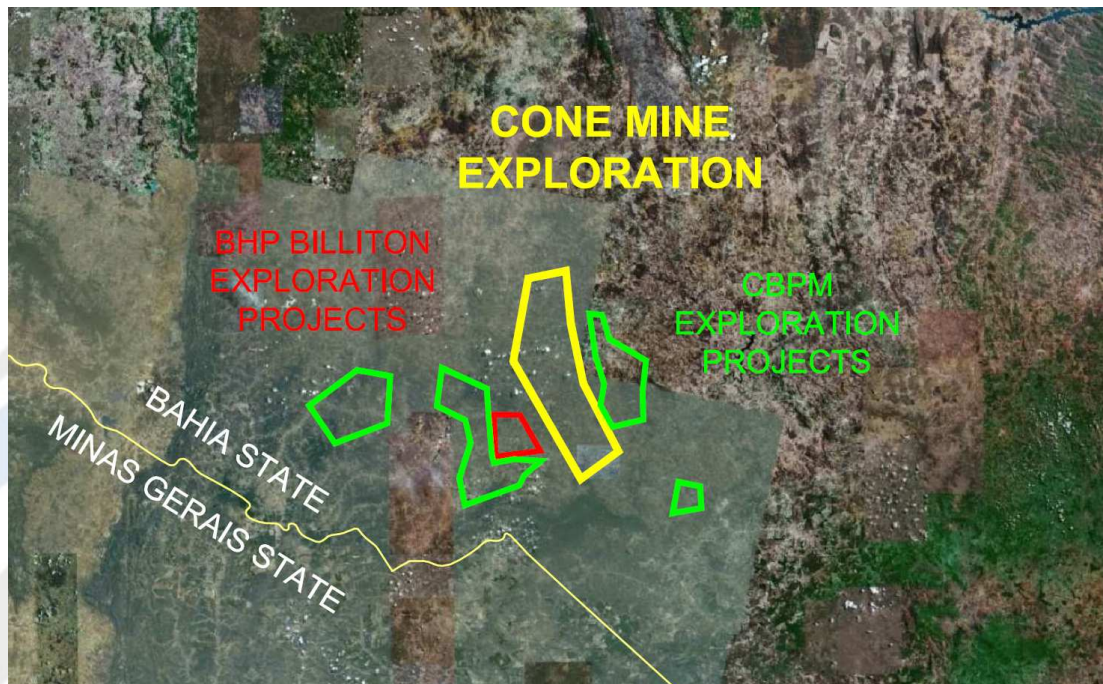 CONE MINE
EXPLORATION
BHP BILLITON
EXPLORATION
PROJECTS
CBPM
EXPLORATION
PROJECTS
BAHIA STATE
MINAS GERAIS STATE